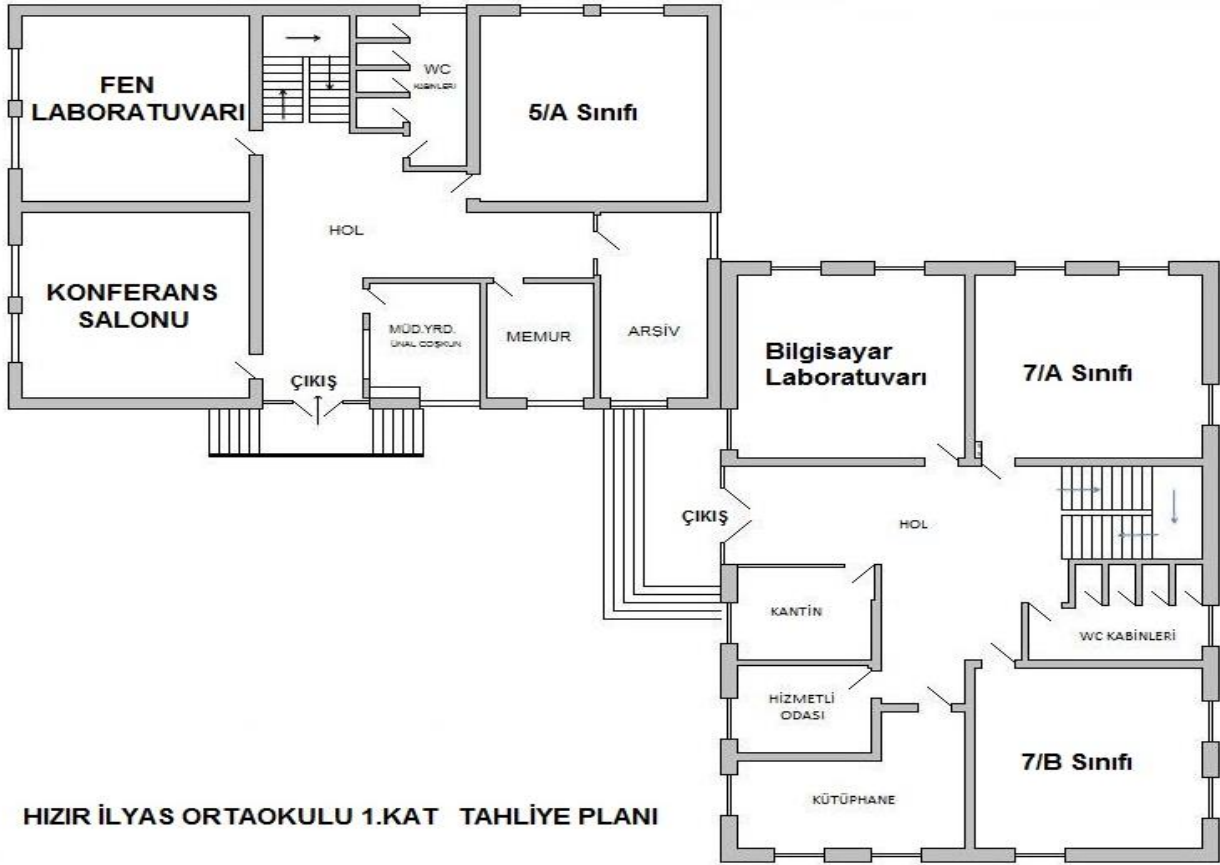 FEN
LABORATUVARI
WC
KABİNLERİ
5/A Sınıfı
HOL
KONFERANS
SALONU
MÜD.YRD.
ÜNAL COŞKUN
MEMUR
ARŞİV
ÇIKIŞ
Bilgisayar
Laboratuvarı
7/A Sınıfı
ÇIKIŞ
HOL
KANTİN
WC KABİNLERİ
HİZMETLİ
ODASI
7/B Sınıfı
KÜTÜPHANE
HIZIR İLYAS ORTAOKULU 1.KAT TAHLİYE PLANI